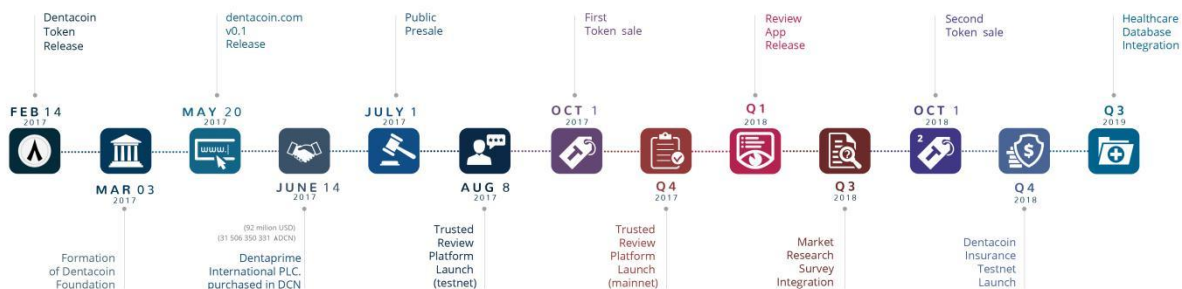 Dentacoin
Token
Release
dentacoin.com
v0.1
Release
Public
Presale
First
Token sale
Review
App
Release
Second
Token sale
Healthcare
Database
Integration
FEB 14
2017
MAY 20
2017
JULY 1
2017
OCT 1
2017
Q1
2018
OCT 1
2018
Q3
2019
www.
2
MAR 03
2017
JUNE 14
2017
AUG 8
2017
Q4
2017
Q3
2018
Q4
2018
Formation
of Dentacoin
Foundation
(92 milion USD)
(31 506 350 331 ADCN)
Dentaprime
International PLC.
purchased in DCN
Trusted
Review
Platform
Launch
(testnet)
Trusted
Review
Platform
Launch
(mainnet)
Market
Research
Survey
Integration
Dentacoin
Insurance
Testnet
Launch